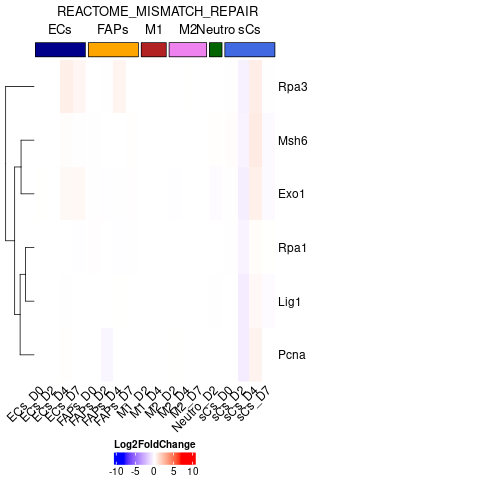 REACTOME_MISMATCH_REPAIR
ECs FAPs M1 M2 Neutro sCs
Rpa3
Msh6
Exo1
Rpa1
Lig1
Pcna
ECs_D0 ECs_D2 ECs_D4 ECs_D7 FAPs_D0 FAPs_D2 FAPs_D4 FAPs_D7 M1_D2 M1_D4 M2_D2 M2_D4 M2_D7 Neutro_D2 sCs_D0 sCs_D2 sCs_D4 sCs_D7
Log2FoldChange
-10 -5 0 5 10